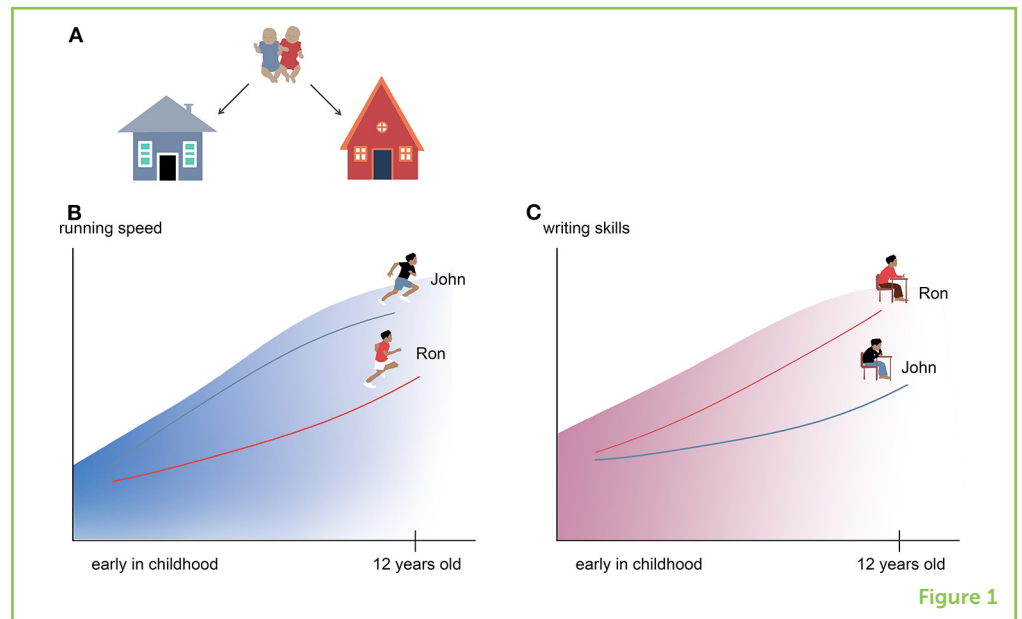 A
B
running speed
John
Ron
early in childhood
12 years old
C
writing skills
Ron
John
early in childhood
12 years old
Figure 1